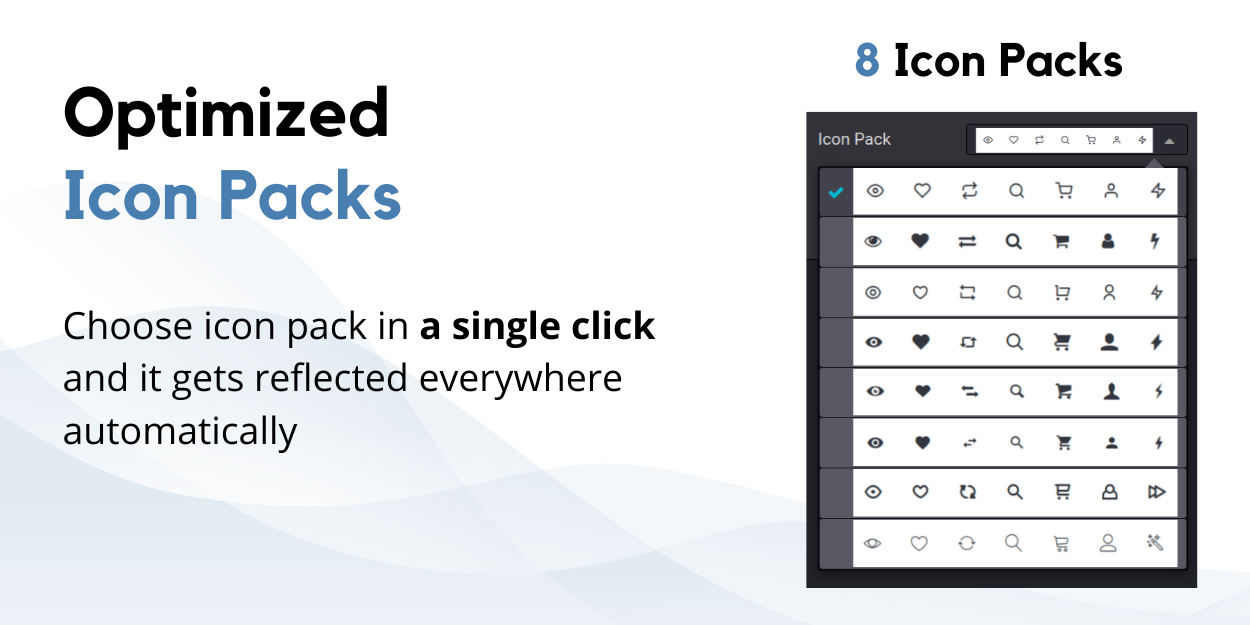 Optimized
Icon Packs
Choose icon pack in a single click
and it gets reflected everywhere
automatically
8 Icon Packs
Icon Pack